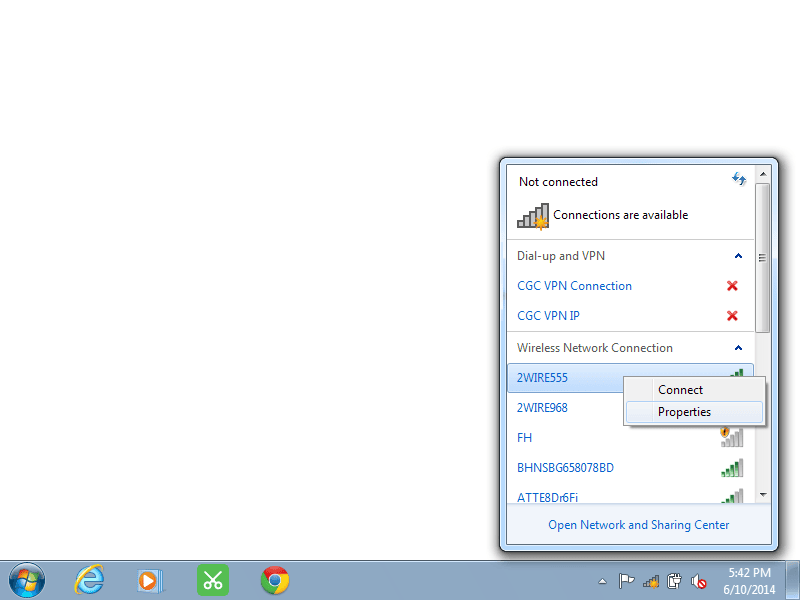 Not connected
Connections are available
Dial-up and VPN
CGC VPN Connection
CGC VPN IP
Wireless Network Connection
2WIRE555
Connect
2WIRE968
Properties
FH
BHNSBG658078BD
ATTE8Dr6Fi
Open Network and Sharing Center
5:42 PM
6/10/2014